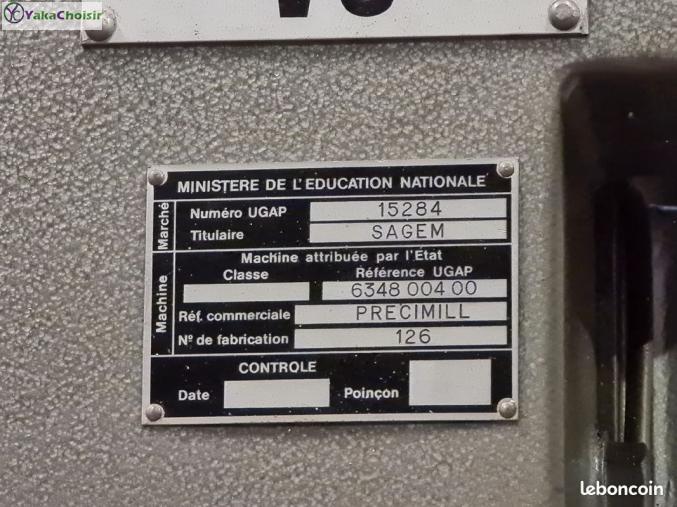 YakaChoisir
MINISTERE DE L'EDUCATION NATIONALE
Marché
Numéro UGAP 15284
Titulaire SAGEM
Machine
Machine attribuée par l'État
Classe Référence UGAP
6348 004 00
Réf. commerciale PRECIMILL
N° de fabrication 126
CONTROLE
Date Poinçon
leboncoin